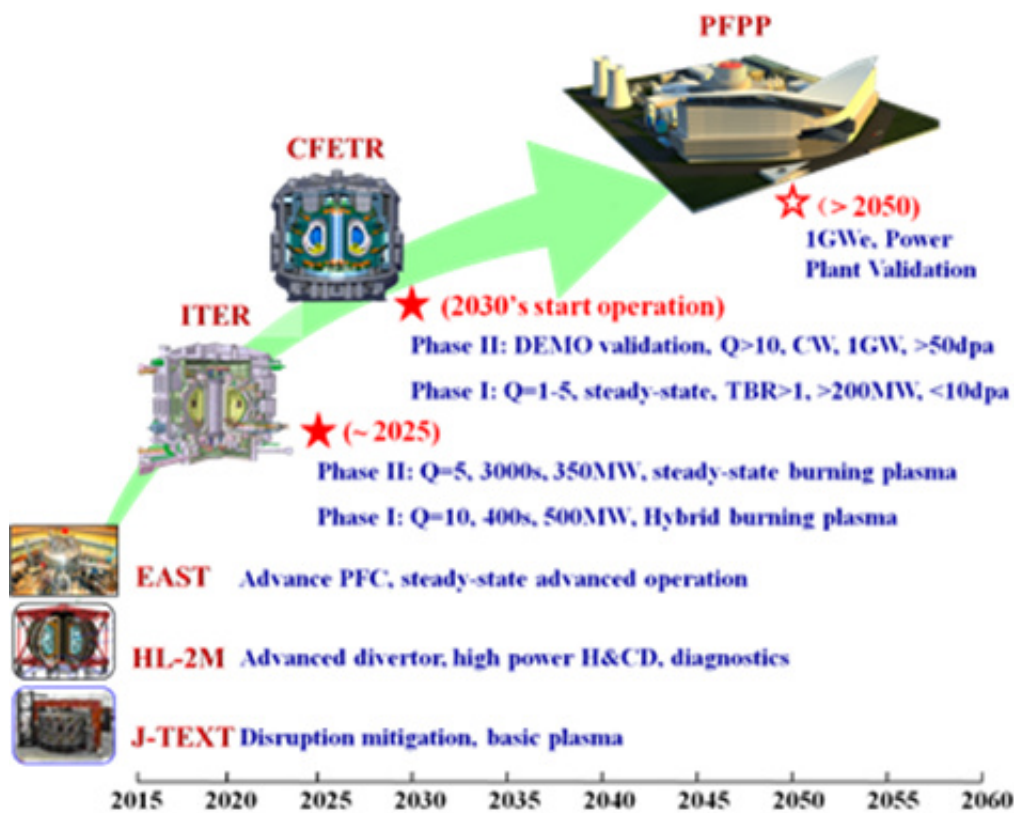 PFPP
CFETR
(> 2050)
1GWe, Power
Plant Validation
(2030's start operation)
ITER
Phase II: DEMO validation, Q>10, CW, 1GW, >50dpa
Phase I: Q=1-5, steady-state, TBR>1, >200MW, <10dpa
(~ 2025)
Phase II: Q=5, 3000s, 350MW, steady-state burning plasma
Phase I: Q=10, 400s, 500MW, Hybrid burning plasma
EAST Advance PFC, steady-state advanced operation
HL-2M Advanced divertor, high power H&CD, diagnostics
J-TEXT Disruption mitigation, basic plasma
2015 2020 2025 2030 2035 2040 2045 2050 2055 2060